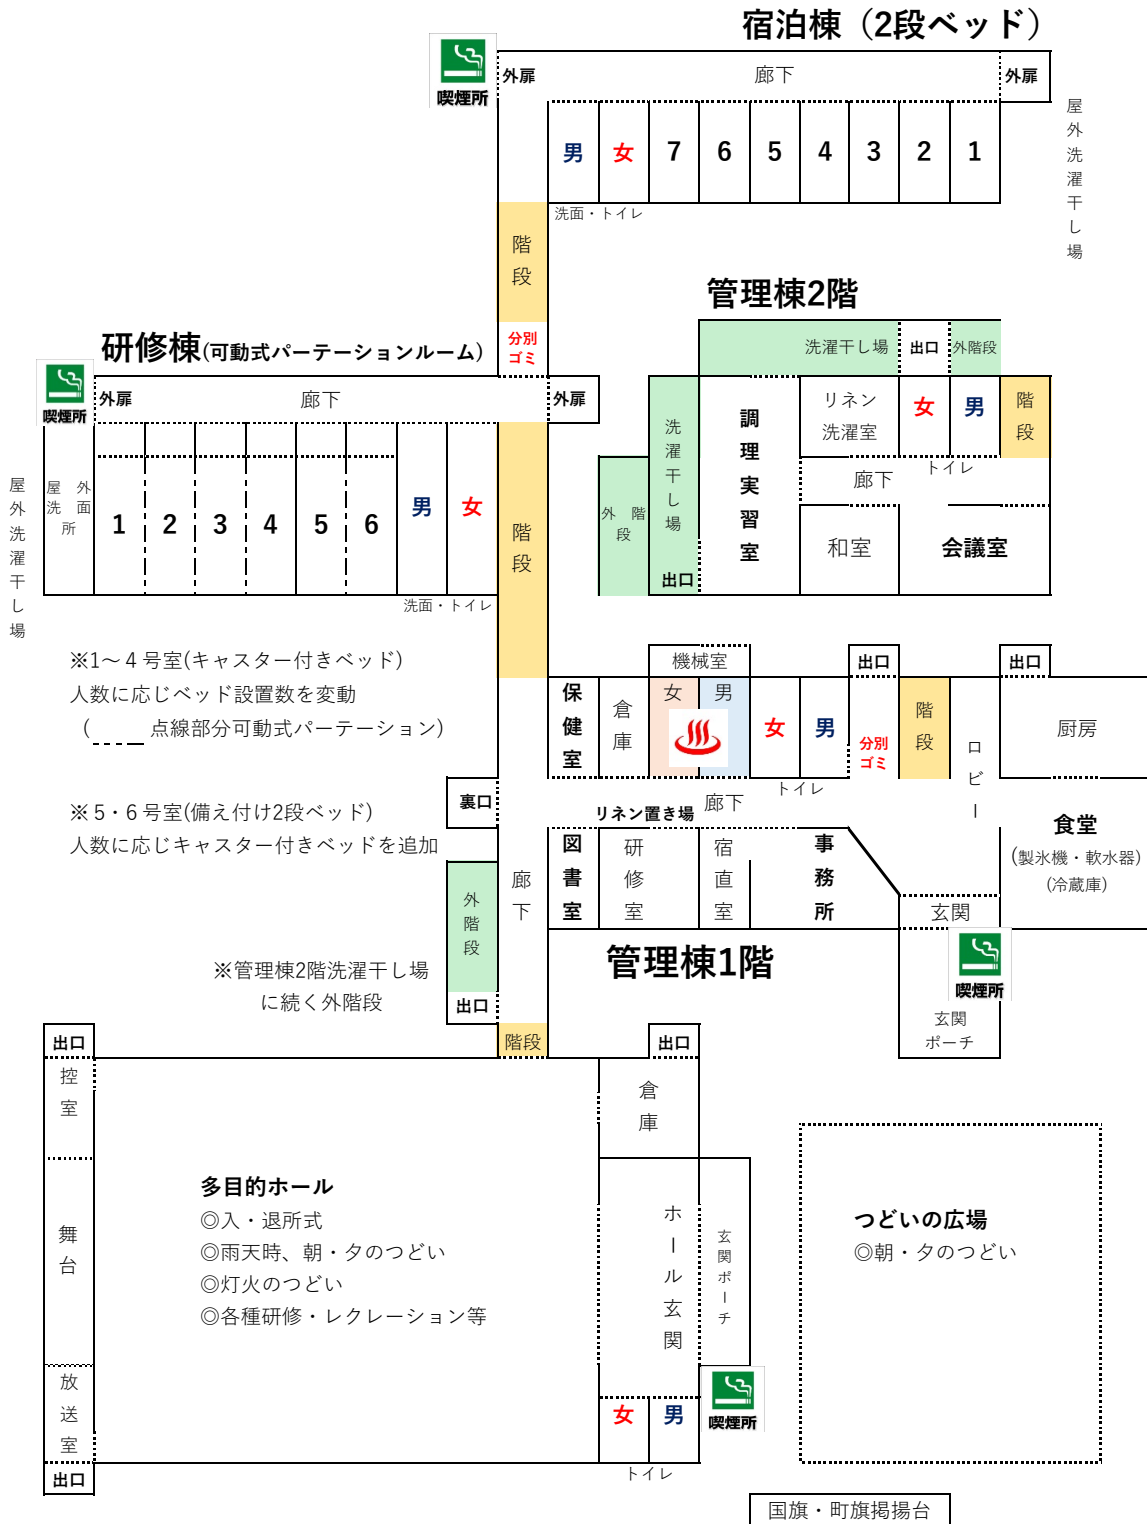 宿泊棟（2段ベッド）
喫煙所
外扉
廊下
外扉
男
女
7
6
5
4
3
2
1
洗面・トイレ
屋外洗濯干し場
階段
分別
ゴミ
管理棟2階
洗濯干し場
出口
外階段
洗濯干し場
調理実習室
リネン
洗濯室
女
男
階段
トイレ
廊下
外階段
出口
和室
会議室
研修棟(可動式パーテーションルーム)
喫煙所
外扉
廊下
外扉
屋外洗濯干し場
屋外洗面所
1
2
3
4
5
6
男
女
洗面・トイレ
階段
※1～４号室(キャスター付きベッド)
人数に応じベッド設置数を変動
(　　　点線部分可動式パーテーション)
※５・６号室(備え付け2段ベッド)
人数に応じキャスター付きベッドを追加
機械室
出口
出口
保健室
倉庫
女
男
女
男
分別
ゴミ
階段
ロビー
厨房
トイレ
裏口
リネン置き場
廊下
食堂
(製氷機・軟水器)
(冷蔵庫)
図書室
研修室
宿直室
事務所
玄関
廊下
外階段
管理棟1階
喫煙所
※管理棟2階洗濯干し場
に続く外階段
出口
玄関
ポーチ
出口
階段
出口
控室
倉庫
多目的ホール
◎入・退所式
◎雨天時、朝・夕のつどい
◎灯火のつどい
◎各種研修・レクレーション等
舞台
ホール玄関
玄関ポーチ
つどいの広場
◎朝・夕のつどい
放送室
女
男
喫煙所
出口
トイレ
国旗・町旗掲揚台